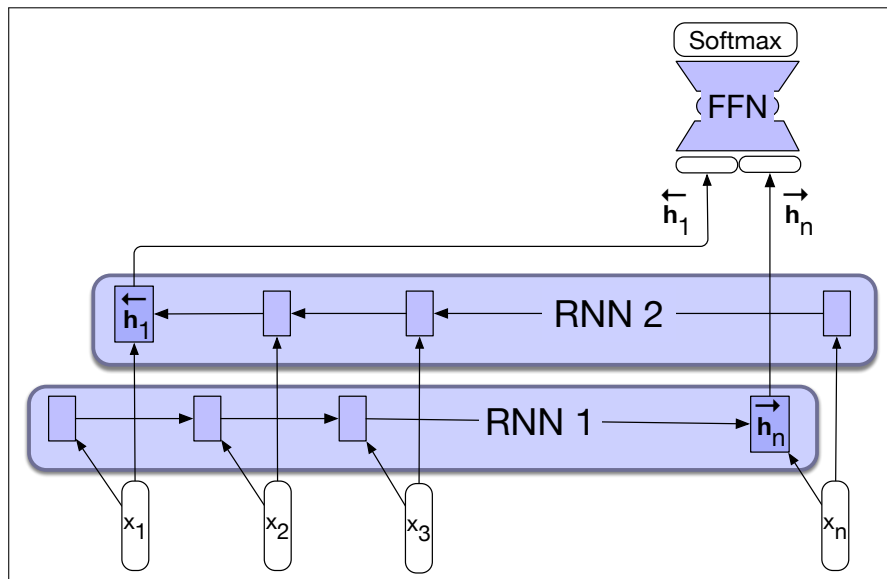 Softmax
FFN
←h₁ →hₙ
←h₁ RNN 2
RNN 1 →hₙ
x₁ x₂ x₃ xₙ